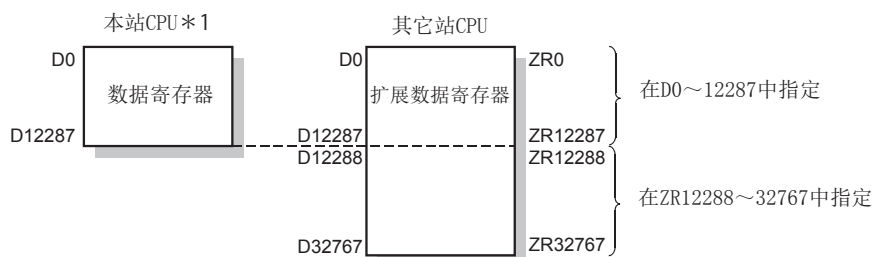 本站CPU＊1
其它站CPU
D0
D0
ZR0
数据寄存器
扩展数据寄存器
在D0～12287中指定
D12287
D12287
ZR12287
D12288
ZR12288
在ZR12288～32767中指定
D32767
ZR32767